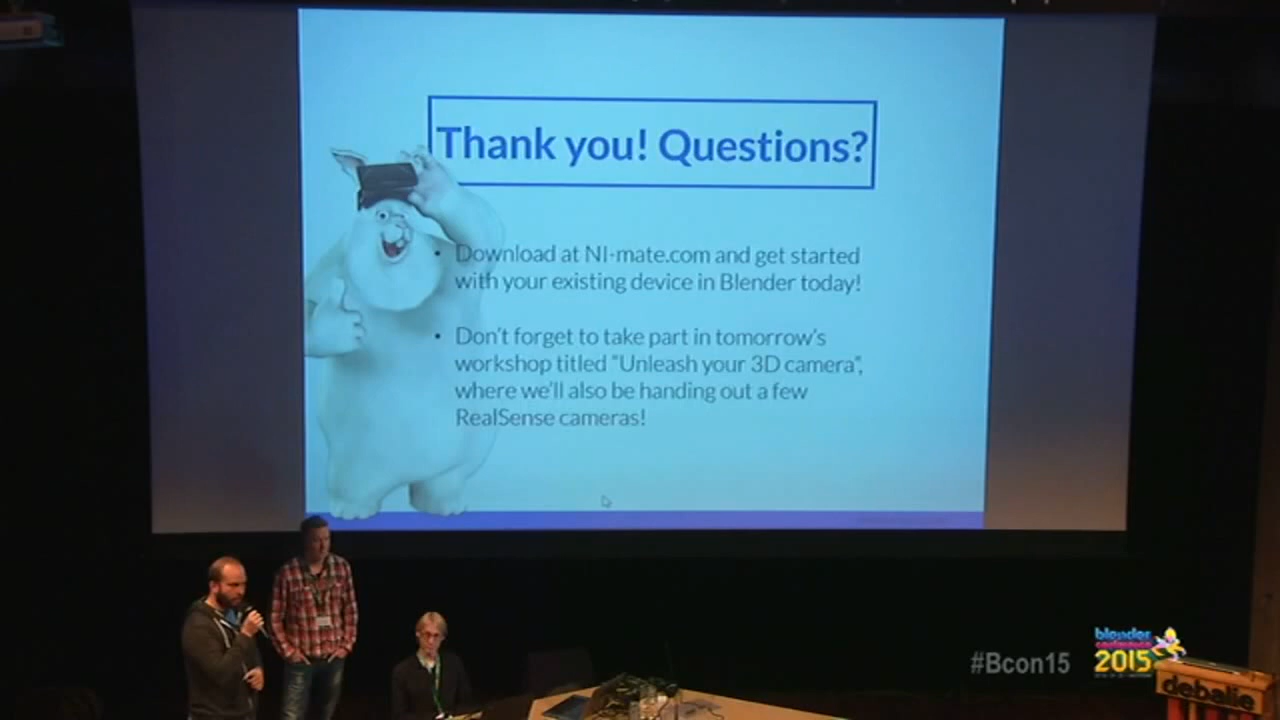 Thank you! Questions?
• Download at NI-mate.com and get started
with your existing device in Blender today!
• Don't forget to take part in tomorrow's
workshop titled "Unleash your 3D camera",
where we'll also be handing out a few
RealSense cameras!
#Bcon15
blender
conference
2015
debalie